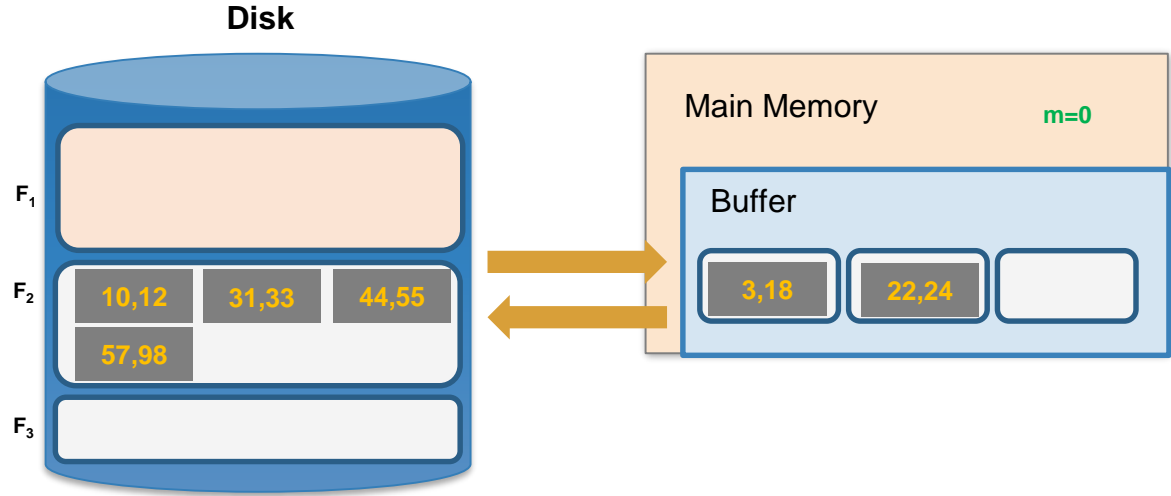 Disk
Main Memory
m=0
F1
Buffer
F2
10,12
31,33
44,55
3,18
22,24
57,98
F3